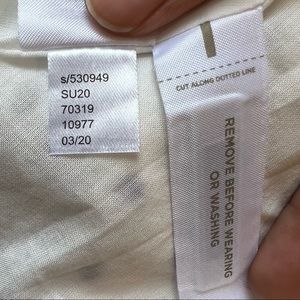 s/530949
SU20
70319
10977
03/20
CUT ALONG DOTTED LINE
REMOVE BEFORE WEARING
OR WASHING